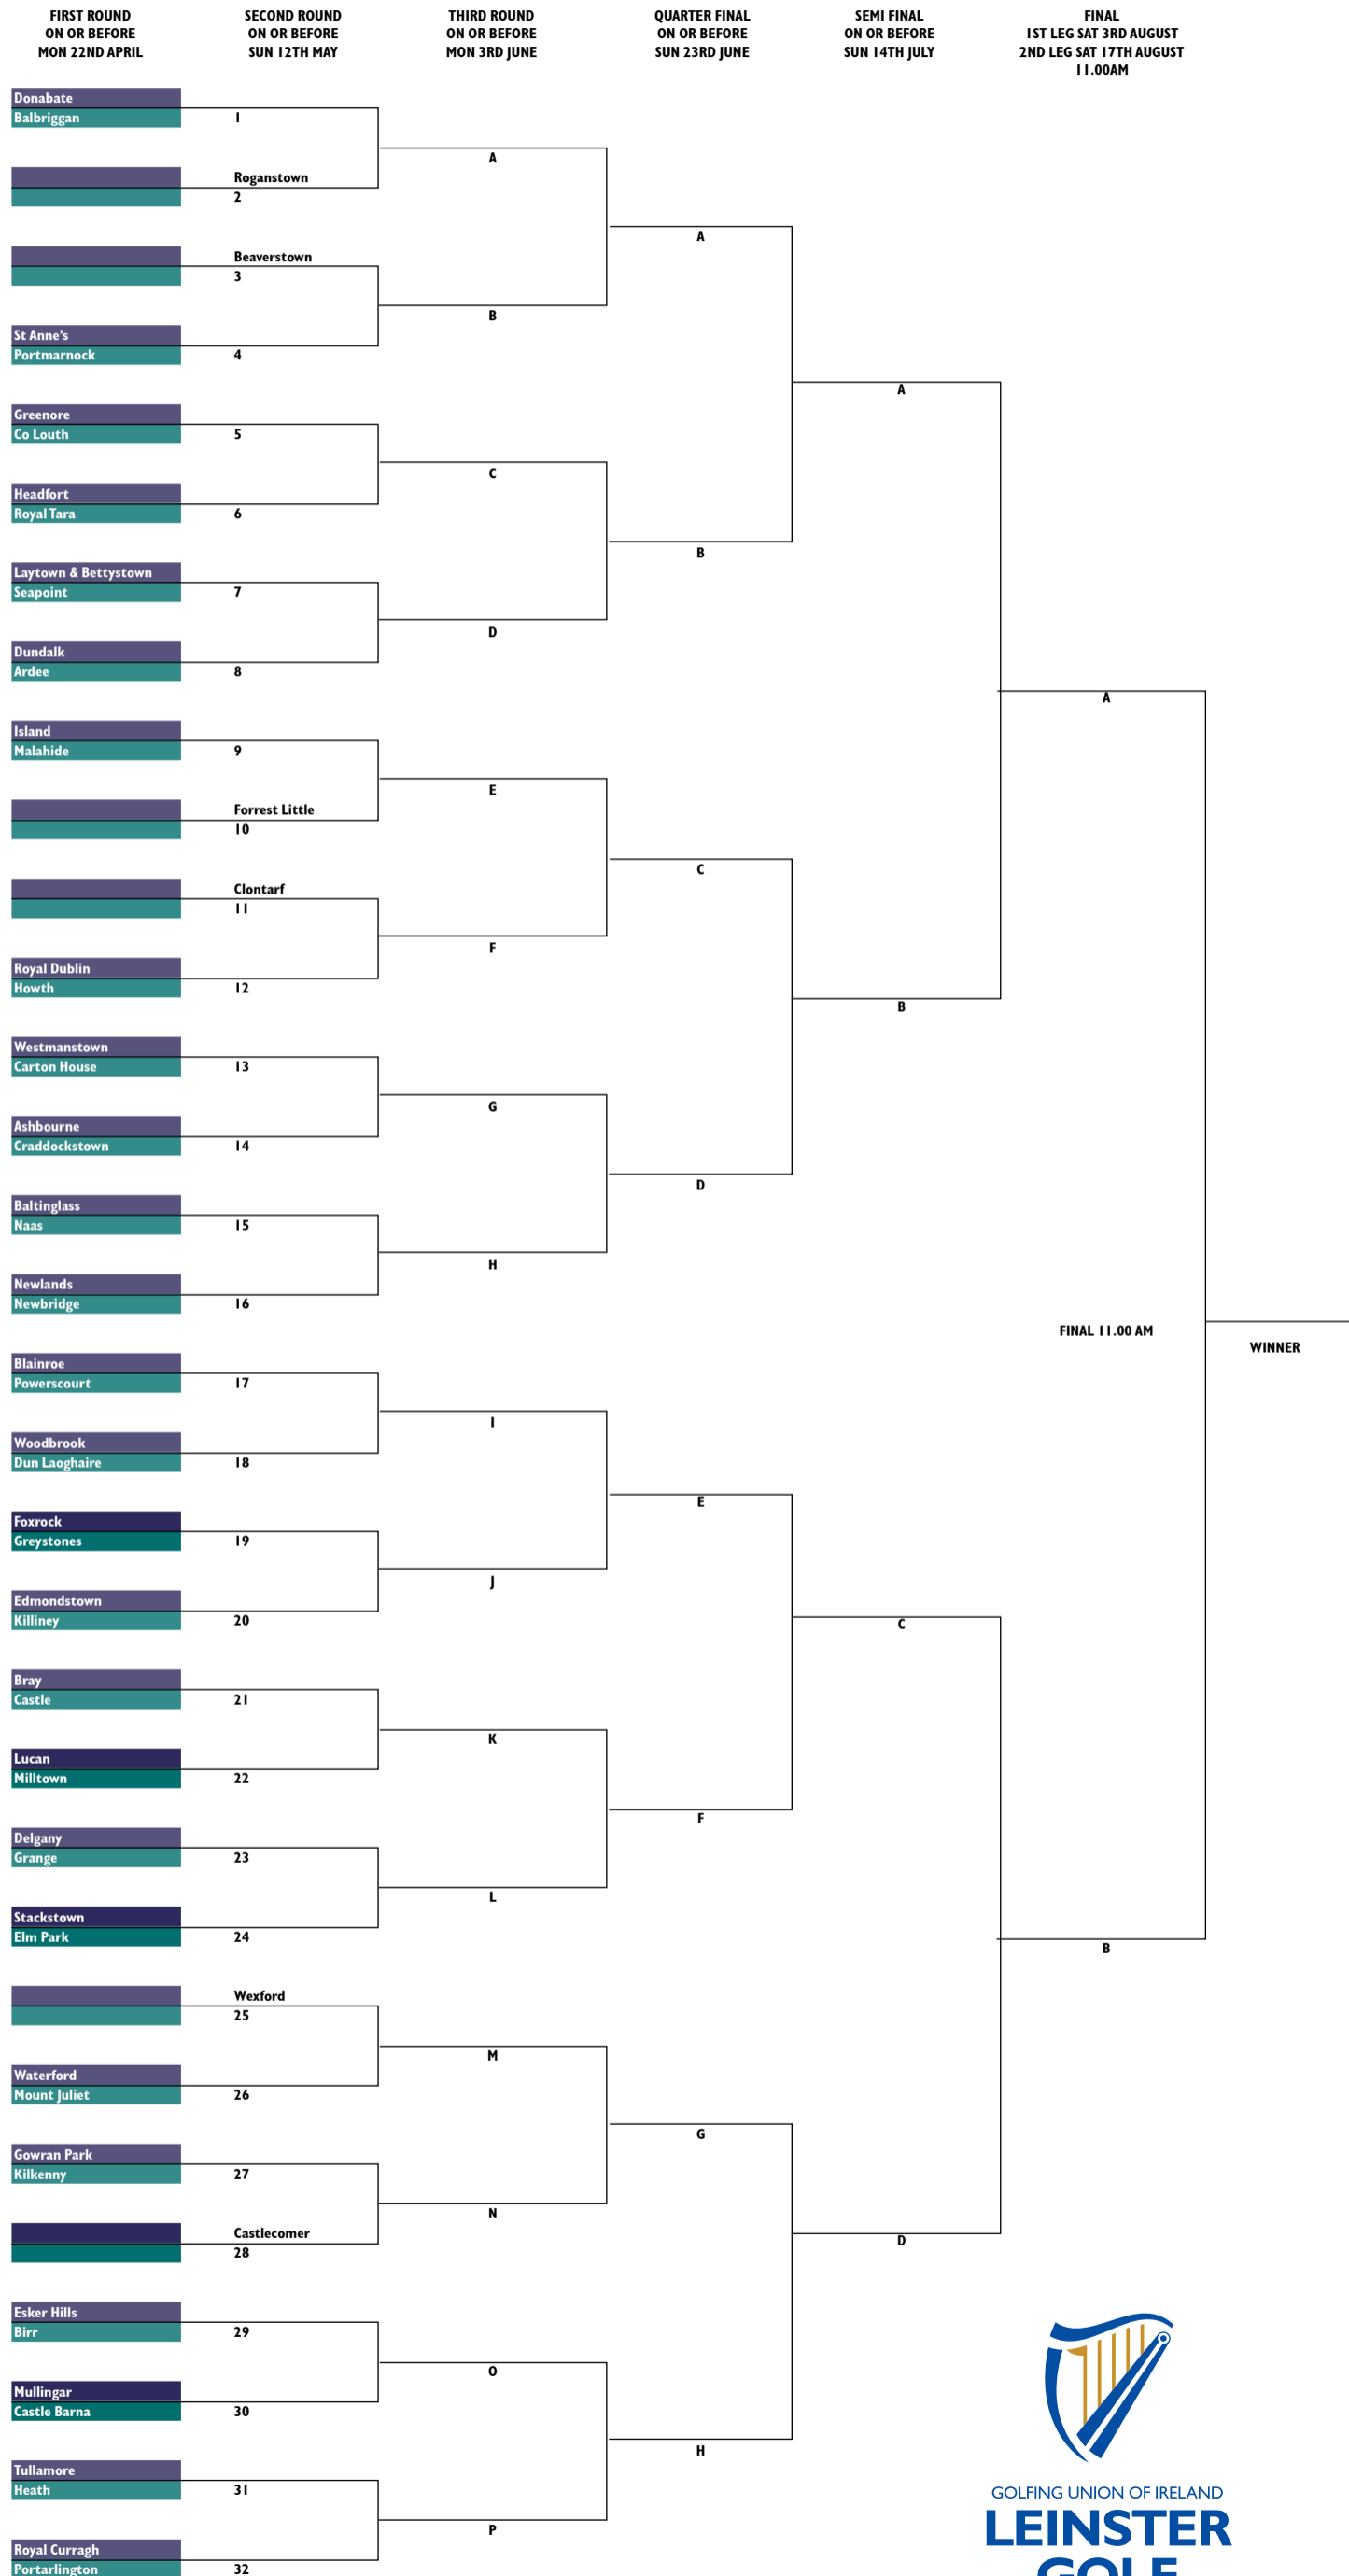 FIRST ROUND
ON OR BEFORE
MON 22ND APRIL
SECOND ROUND
ON OR BEFORE
SUN 12TH MAY
THIRD ROUND
ON OR BEFORE
MON 3RD JUNE
QUARTER FINAL
ON OR BEFORE
SUN 23RD JUNE
SEMI FINAL
ON OR BEFORE
SUN 14TH JULY
FINAL
1ST LEG SAT 3RD AUGUST
2ND LEG SAT 17TH AUGUST
11.00AM
Donabate
Balbriggan
St Anne's
Portmarnock
Greenore
Co Louth
Headfort
Royal Tara
Laytown & Bettystown
Seapoint
Dundalk
Ardee
Island
Malahide
Royal Dublin
Howth
Westmanstown
Carton House
Ashbourne
Craddockstown
Baltinglass
Naas
Newlands
Newbridge
Blainroe
Powerscourt
Woodbrook
Dun Laoghaire
Foxrock
Greystones
Edmondstown
Killiney
Bray
Castle
Lucan
Milltown
Delgany
Grange
Stackstown
Elm Park
Waterford
Mount Juliet
Gowran Park
Kilkenny
Esker Hills
Birr
Mullingar
Castle Barna
Tullamore
Heath
Royal Curragh
Portarlington
1
Roganstown
2
Beaverstown
3
4
5
6
7
8
9
Forrest Little
10
Clontarf
11
12
13
14
15
16
17
18
19
20
21
22
23
24
Wexford
25
26
27
Castlecomer
28
29
30
31
32
A
B
C
D
E
F
G
H
I
J
K
L
M
N
O
P
A
B
C
D
E
F
G
H
A
B
C
D
A
FINAL 11.00 AM
B
WINNER
GOLFING UNION OF IRELAND
LEINSTER
GOLF